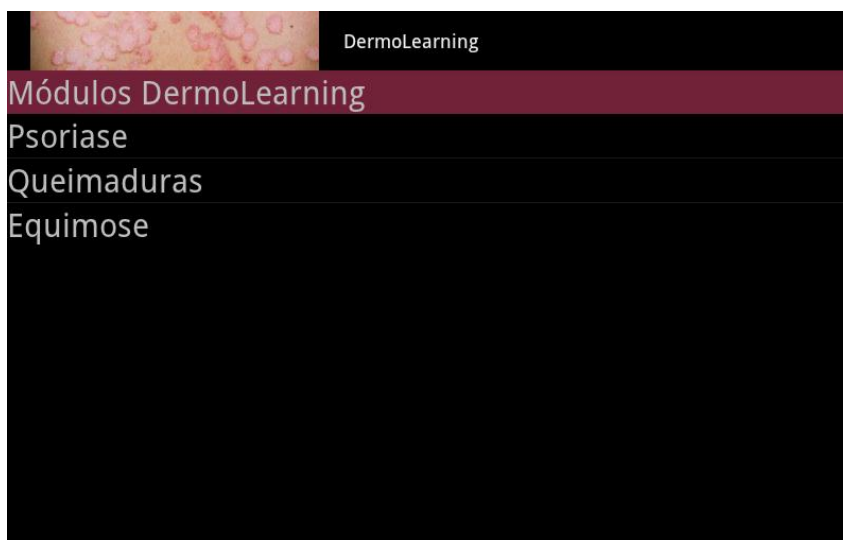 DermoLearning
Módulos DermoLearning
Psoriase
Queimaduras
Equimose